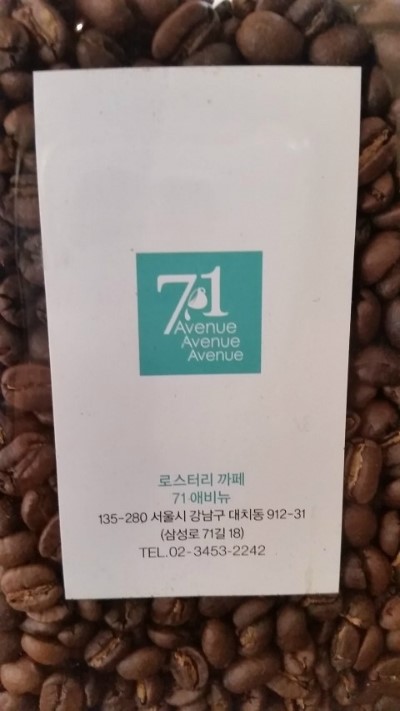 71
Avenue
Avenue
Avenue
로스터리 까페
71 애비뉴
135-280 서울시 강남구 대치동 912-31
(삼성로 71길 18)
TEL.02-3453-2242